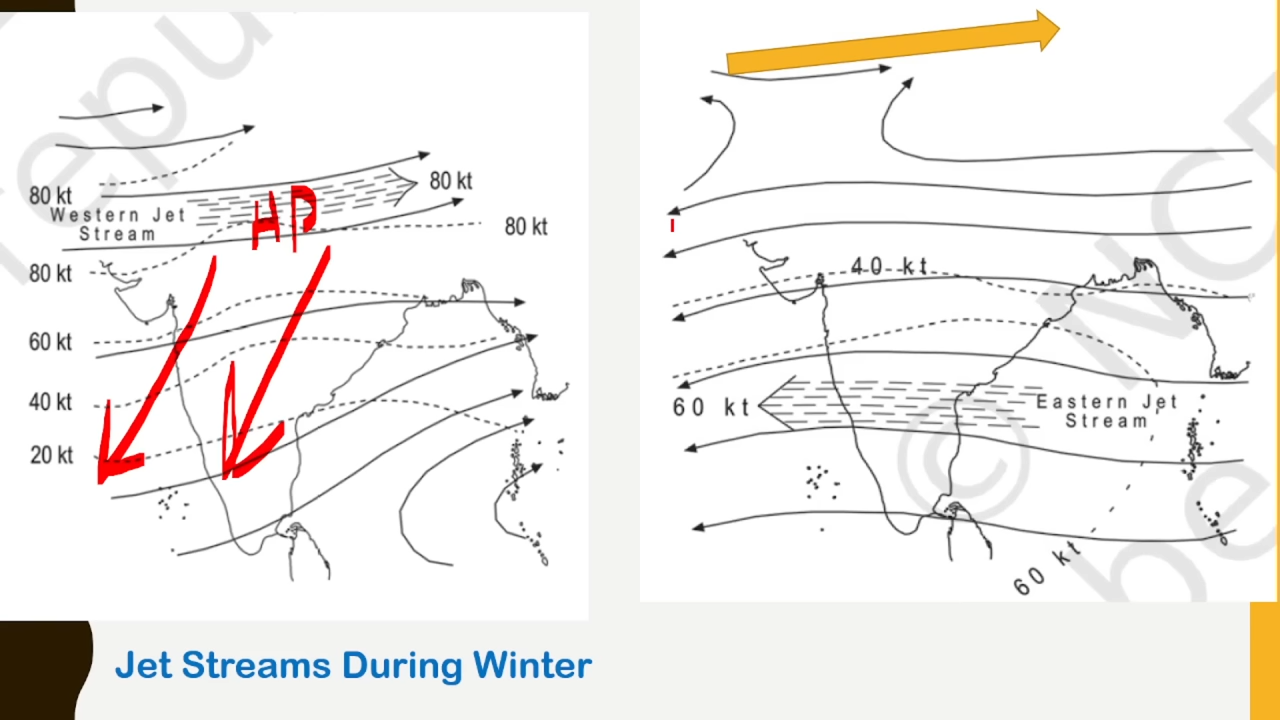 80 kt
Western Jet
Stream
80 kt
HP
80 kt
80 kt
60 kt
40 kt
20 kt
40 kt
60 kt
Eastern Jet
Stream
60 kt
Jet Streams During Winter